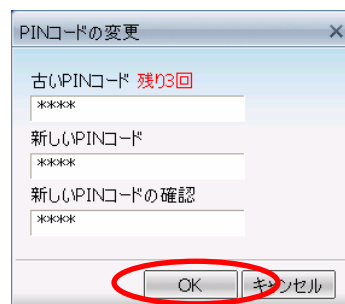 PINコードの変更
古いPINコード 残り3回
****
新しいPINコード
****
新しいPINコードの確認
****
OK キャンセル